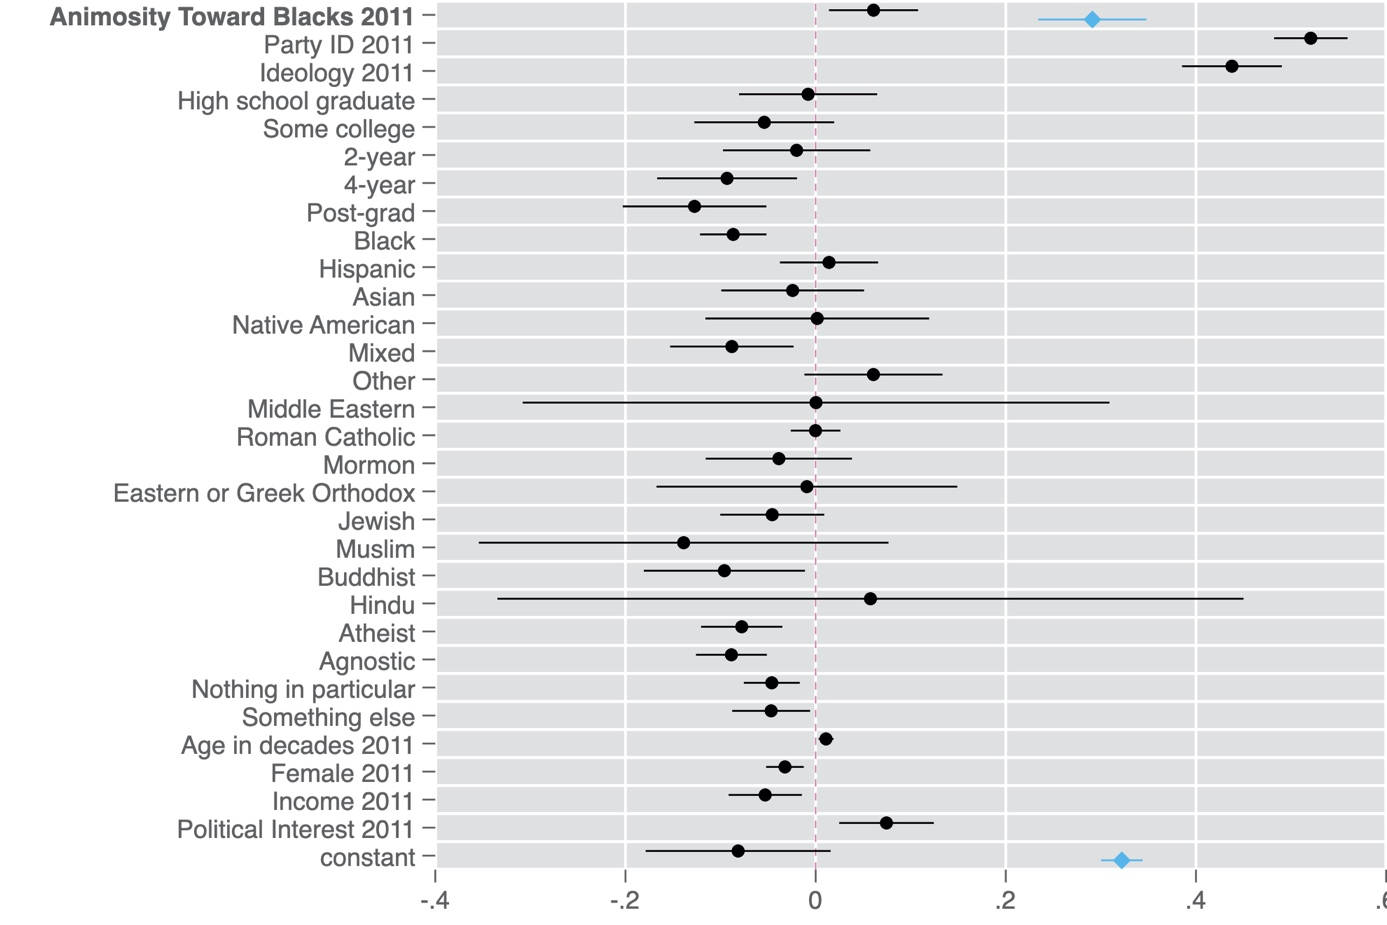 Animosity Toward Blacks 2011
Party ID 2011
Ideology 2011
High school graduate
Some college
2-year
4-year
Post-grad
Black
Hispanic
Asian
Native American
Mixed
Other
Middle Eastern
Roman Catholic
Mormon
Eastern or Greek Orthodox
Jewish
Muslim
Buddhist
Hindu
Atheist
Agnostic
Nothing in particular
Something else
Age in decades 2011
Female 2011
Income 2011
Political Interest 2011
constant
-.4 -.2 0 .2 .4